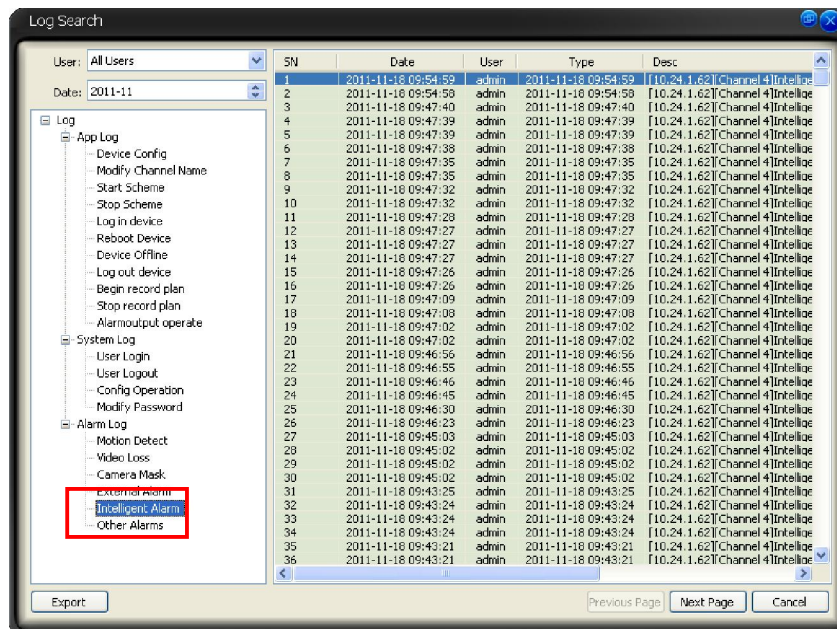 Log Search
User: All Users
Date: 2011-11
Log
App Log
Device Config
Modify Channel Name
Start Scheme
Stop Scheme
Log in device
Reboot Device
Device Offline
Log out device
Begin record plan
Stop record plan
Alarmoutput operate
System Log
User Login
User Logout
Config Operation
Modify Password
Alarm Log
Motion Detect
Video Loss
Camera Mask
External Alarm
Intelligent Alarm
Other Alarms
SN Date User Type Desc
1 2011-11-18 09:54:59 admin 2011-11-18 09:54:59 [10.24.1.62][Channel 4]Intellige
2 2011-11-18 09:54:58 admin 2011-11-18 09:54:58 [10.24.1.62][Channel 4]Intellige
3 2011-11-18 09:47:40 admin 2011-11-18 09:47:40 [10.24.1.62][Channel 4]Intellige
4 2011-11-18 09:47:39 admin 2011-11-18 09:47:39 [10.24.1.62][Channel 4]Intellige
5 2011-11-18 09:47:39 admin 2011-11-18 09:47:39 [10.24.1.62][Channel 4]Intellige
6 2011-11-18 09:47:38 admin 2011-11-18 09:47:38 [10.24.1.62][Channel 4]Intellige
7 2011-11-18 09:47:35 admin 2011-11-18 09:47:35 [10.24.1.62][Channel 4]Intellige
8 2011-11-18 09:47:35 admin 2011-11-18 09:47:35 [10.24.1.62][Channel 4]Intellige
9 2011-11-18 09:47:32 admin 2011-11-18 09:47:32 [10.24.1.62][Channel 4]Intellige
10 2011-11-18 09:47:32 admin 2011-11-18 09:47:32 [10.24.1.62][Channel 4]Intellige
11 2011-11-18 09:47:28 admin 2011-11-18 09:47:28 [10.24.1.62][Channel 4]Intellige
12 2011-11-18 09:47:27 admin 2011-11-18 09:47:27 [10.24.1.62][Channel 4]Intellige
13 2011-11-18 09:47:27 admin 2011-11-18 09:47:27 [10.24.1.62][Channel 4]Intellige
14 2011-11-18 09:47:27 admin 2011-11-18 09:47:27 [10.24.1.62][Channel 4]Intellige
15 2011-11-18 09:47:26 admin 2011-11-18 09:47:26 [10.24.1.62][Channel 4]Intellige
16 2011-11-18 09:47:26 admin 2011-11-18 09:47:26 [10.24.1.62][Channel 4]Intellige
17 2011-11-18 09:47:09 admin 2011-11-18 09:47:09 [10.24.1.62][Channel 4]Intellige
18 2011-11-18 09:47:08 admin 2011-11-18 09:47:08 [10.24.1.62][Channel 4]Intellige
19 2011-11-18 09:47:02 admin 2011-11-18 09:47:02 [10.24.1.62][Channel 4]Intellige
20 2011-11-18 09:47:02 admin 2011-11-18 09:47:02 [10.24.1.62][Channel 4]Intellige
21 2011-11-18 09:46:56 admin 2011-11-18 09:46:56 [10.24.1.62][Channel 4]Intellige
22 2011-11-18 09:46:55 admin 2011-11-18 09:46:55 [10.24.1.62][Channel 4]Intellige
23 2011-11-18 09:46:46 admin 2011-11-18 09:46:46 [10.24.1.62][Channel 4]Intellige
24 2011-11-18 09:46:45 admin 2011-11-18 09:46:45 [10.24.1.62][Channel 4]Intellige
25 2011-11-18 09:46:30 admin 2011-11-18 09:46:30 [10.24.1.62][Channel 4]Intellige
26 2011-11-18 09:46:23 admin 2011-11-18 09:46:23 [10.24.1.62][Channel 4]Intellige
27 2011-11-18 09:45:03 admin 2011-11-18 09:45:03 [10.24.1.62][Channel 4]Intellige
28 2011-11-18 09:45:02 admin 2011-11-18 09:45:02 [10.24.1.62][Channel 4]Intellige
29 2011-11-18 09:45:02 admin 2011-11-18 09:45:02 [10.24.1.62][Channel 4]Intellige
30 2011-11-18 09:45:02 admin 2011-11-18 09:45:02 [10.24.1.62][Channel 4]Intellige
31 2011-11-18 09:43:25 admin 2011-11-18 09:43:25 [10.24.1.62][Channel 4]Intellige
32 2011-11-18 09:43:24 admin 2011-11-18 09:43:24 [10.24.1.62][Channel 4]Intellige
33 2011-11-18 09:43:24 admin 2011-11-18 09:43:24 [10.24.1.62][Channel 4]Intellige
34 2011-11-18 09:43:24 admin 2011-11-18 09:43:24 [10.24.1.62][Channel 4]Intellige
35 2011-11-18 09:43:21 admin 2011-11-18 09:43:21 [10.24.1.62][Channel 4]Intellige
36 2011-11-18 09:43:21 admin 2011-11-18 09:43:21 [10.24.1.62][Channel 4]Intellige
Export Previous Page Next Page Cancel